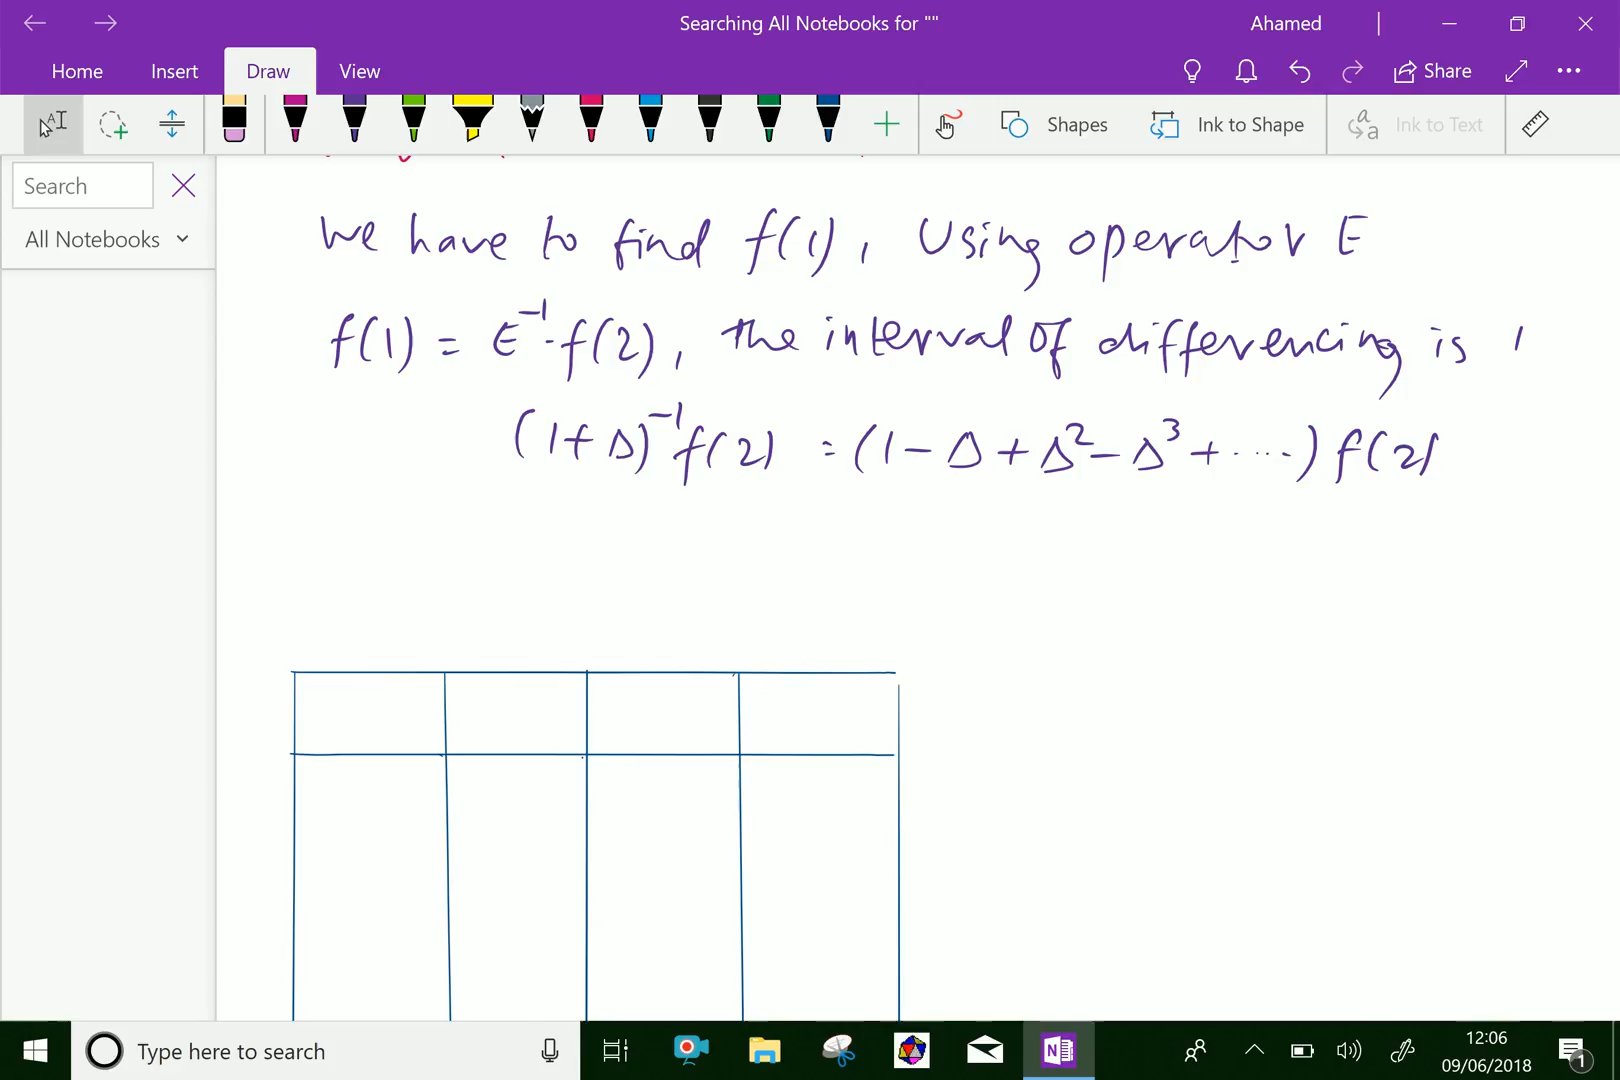 Searching All Notebooks for ""
Ahamed
Home Insert Draw View
Share
Shapes
Ink to Shape
Ink to Text
Search
All Notebooks
We have to find f(1), Using operator E
f(1) = E⁻¹·f(2), the interval of differencing is 1
(1+Δ)⁻¹f(2) = (1-Δ+Δ²-Δ³+.....) f(2)
Type here to search
12:06
09/06/2018
1